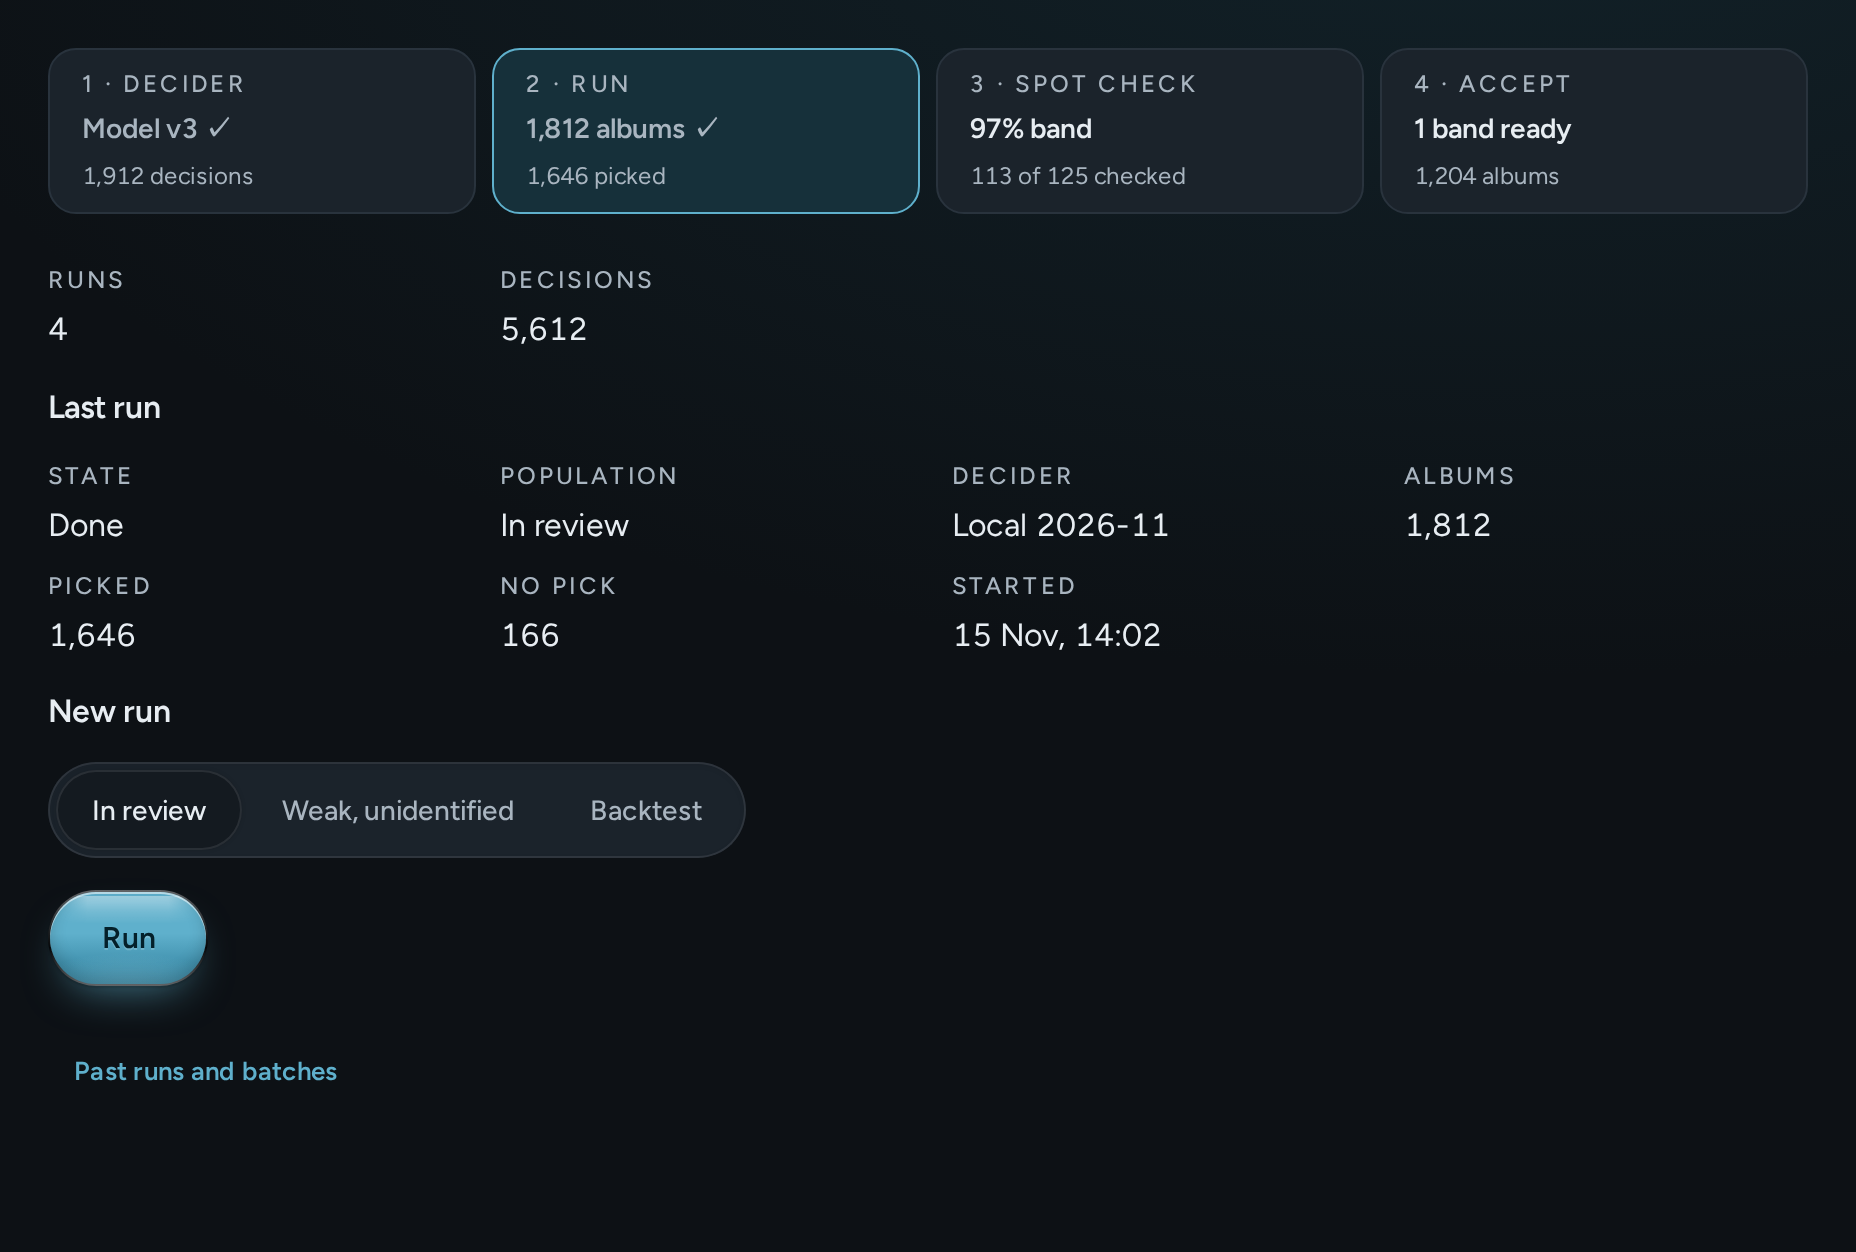 1 · DECIDER
Model v3 ✓
1,912 decisions
2 · RUN
1,812 albums ✓
1,646 picked
3 · SPOT CHECK
97% band
113 of 125 checked
4 · ACCEPT
1 band ready
1,204 albums
RUNS
4
DECISIONS
5,612
Last run
STATE
Done
POPULATION
In review
DECIDER
Local 2026-11
ALBUMS
1,812
PICKED
1,646
NO PICK
166
STARTED
15 Nov, 14:02
New run
In review
Weak, unidentified
Backtest
Run
Past runs and batches